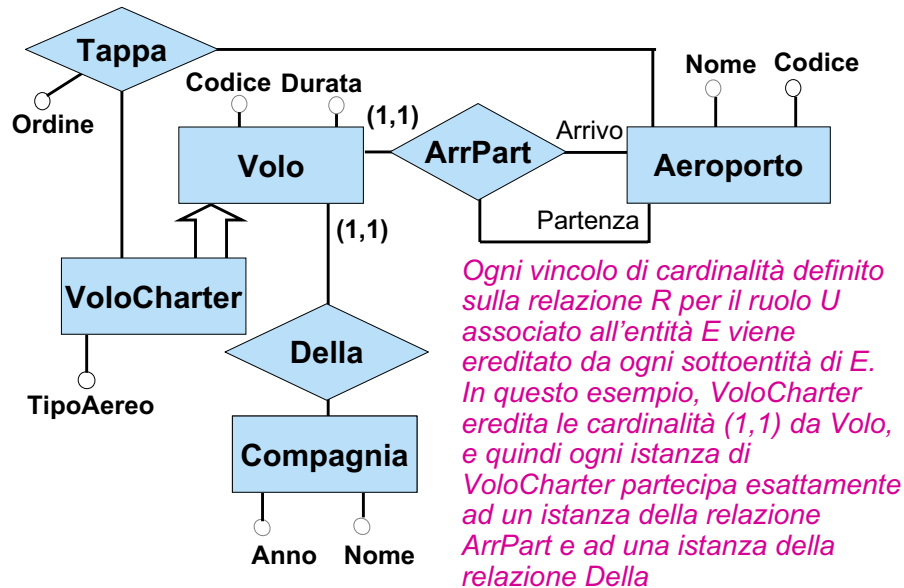 Tappa
Nome Codice
Codice Durata
(1,1)
Ordine
Arrivo
Volo
ArrPart
Aeroporto
Partenza
(1,1)
VoloCharter
Della
TipoAereo
Compagnia
Anno Nome
Ogni vincolo di cardinalità definito
sulla relazione R per il ruolo U
associato all'entità E viene
ereditato da ogni sottoentità di E.
In questo esempio, VoloCharter
eredita le cardinalità (1,1) da Volo,
e quindi ogni istanza di
VoloCharter partecipa esattamente
ad un istanza della relazione
ArrPart e ad una istanza della
relazione Della